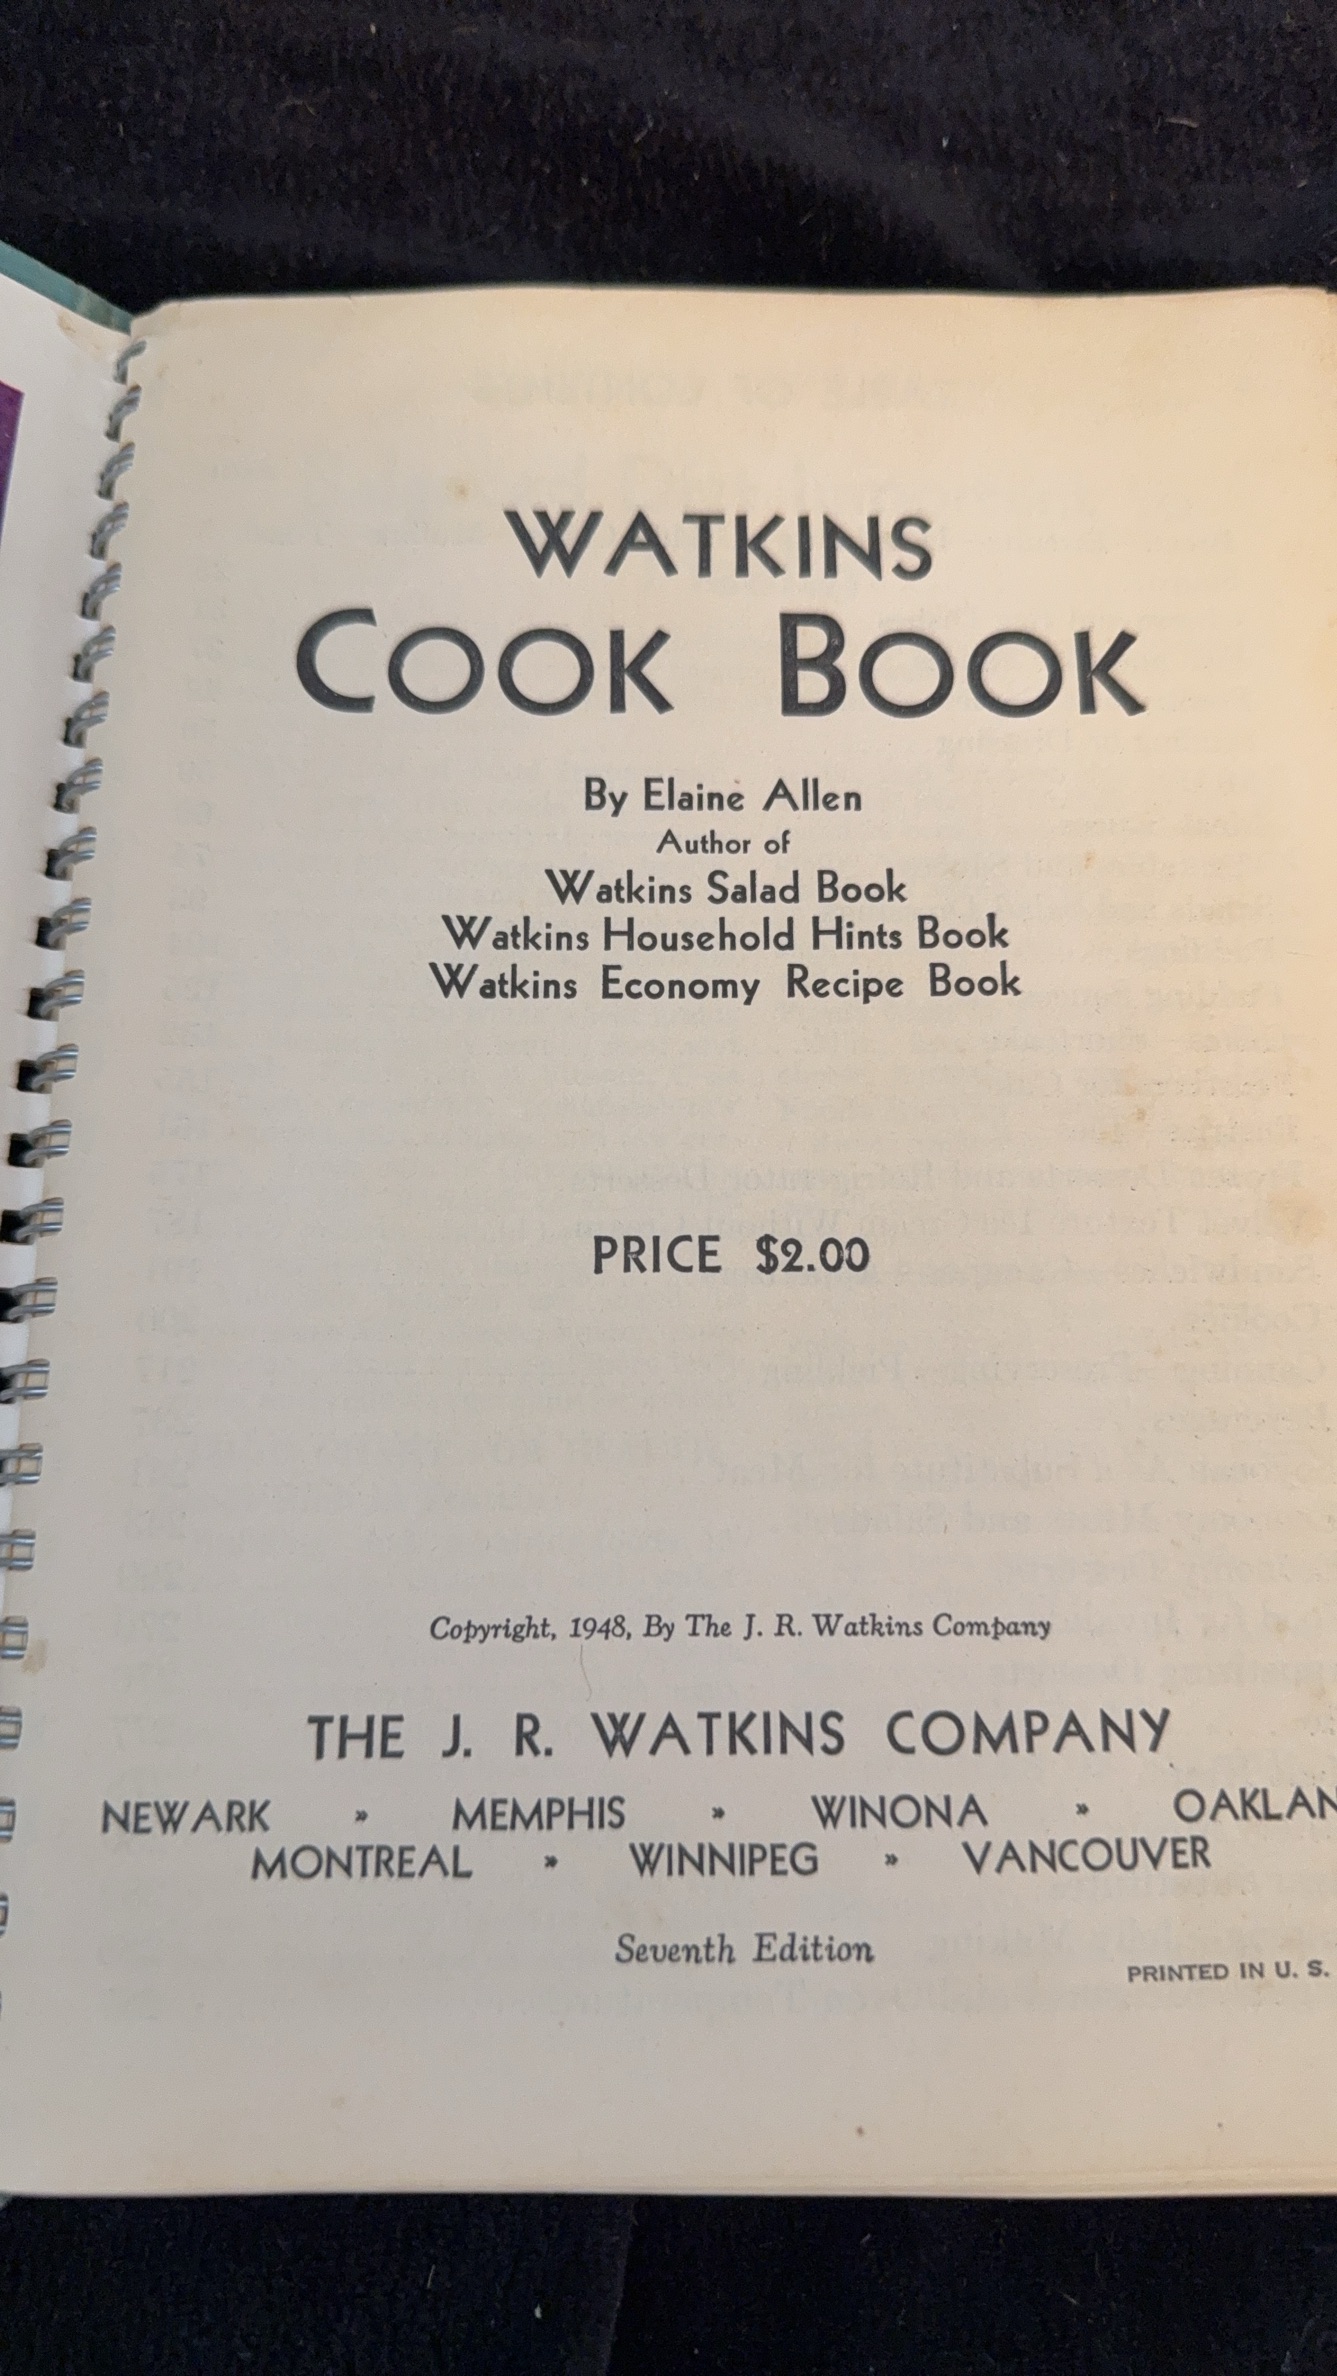 WATKINS
COOK BOOK
By Elaine Allen
Author of
Watkins Salad Book
Watkins Household Hints Book
Watkins Economy Recipe Book
PRICE $2.00
Copyright, 1948, By The J. R. Watkins Company
THE J. R. WATKINS COMPANY
NEWARK » MEMPHIS » WINONA » OAKLAN
MONTREAL » WINNIPEG » VANCOUVER
Seventh Edition
PRINTED IN U. S.